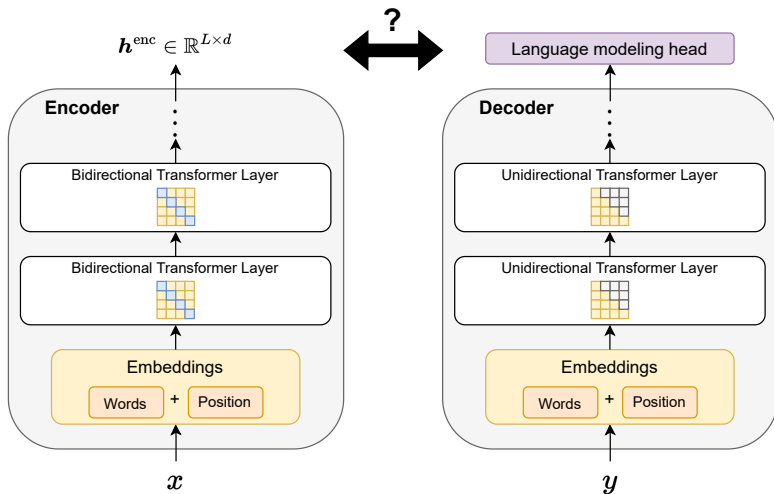 ?
h^enc ∈ ℝ^{L×d}
Language modeling head
Encoder
Bidirectional Transformer Layer
Bidirectional Transformer Layer
Embeddings
Words + Position
x
Decoder
Unidirectional Transformer Layer
Unidirectional Transformer Layer
Embeddings
Words + Position
y